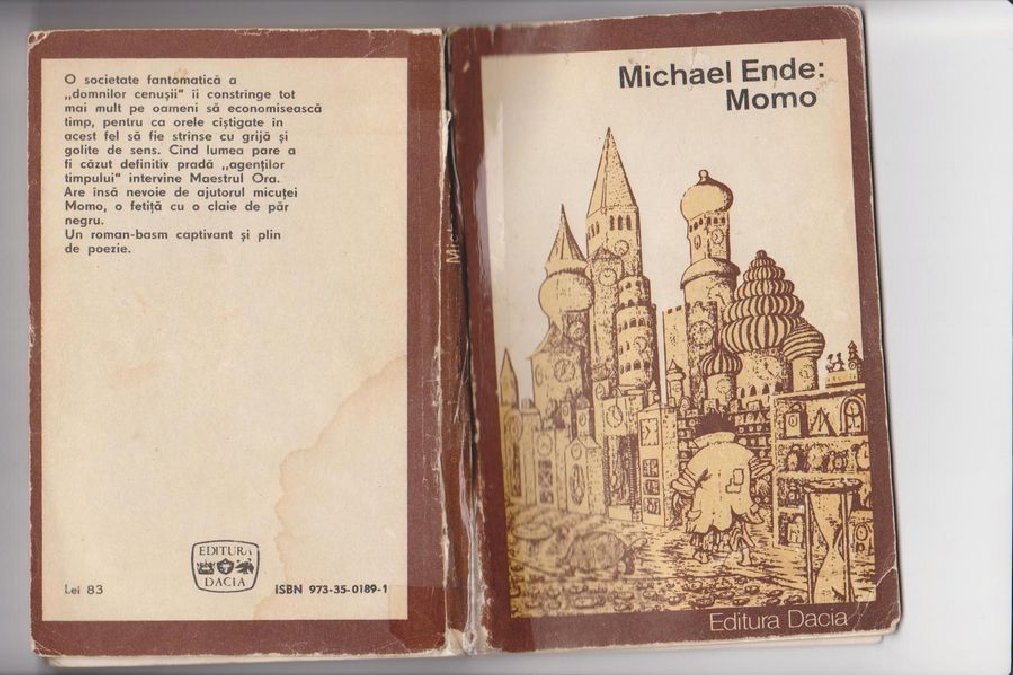 O societate fantomatică a
„domnilor cenușii" îi constrînge tot
mai mult pe oameni să economisească
timp, pentru ca orele cîștigate în
acest fel să fie strînse cu grijă și
golite de sens. Cînd lumea pare a
fi căzut definitiv pradă „agenților
timpului" intervine Maestrul Ora.
Are însă nevoie de ajutorul micuței
Momo, o fetiță cu o claie de păr
negru.
Un roman-basm captivant și plin
de poezie.
EDITURA
DACIA
Lei 83
ISBN 973-35-0189-1
Michael Ende:
Momo
Editura Dacia